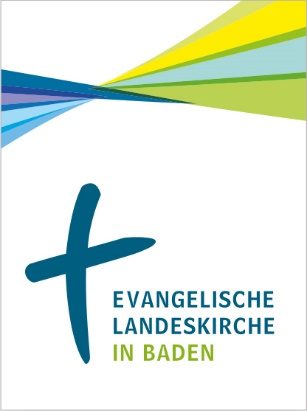 EVANGELISCHE
LANDESKIRCHE
IN BADEN